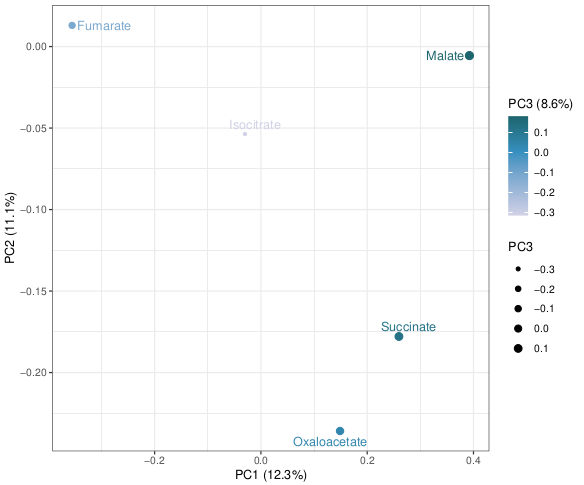 Fumarate
Malate
Isocitrate
Succinate
Oxaloacetate
0.00
−0.05
−0.10
−0.15
−0.20
PC2 (11.1%)
−0.2
0.0
0.2
0.4
PC1 (12.3%)
PC3 (8.6%)
0.1
0.0
−0.1
−0.2
−0.3
PC3
−0.3
−0.2
−0.1
0.0
0.1